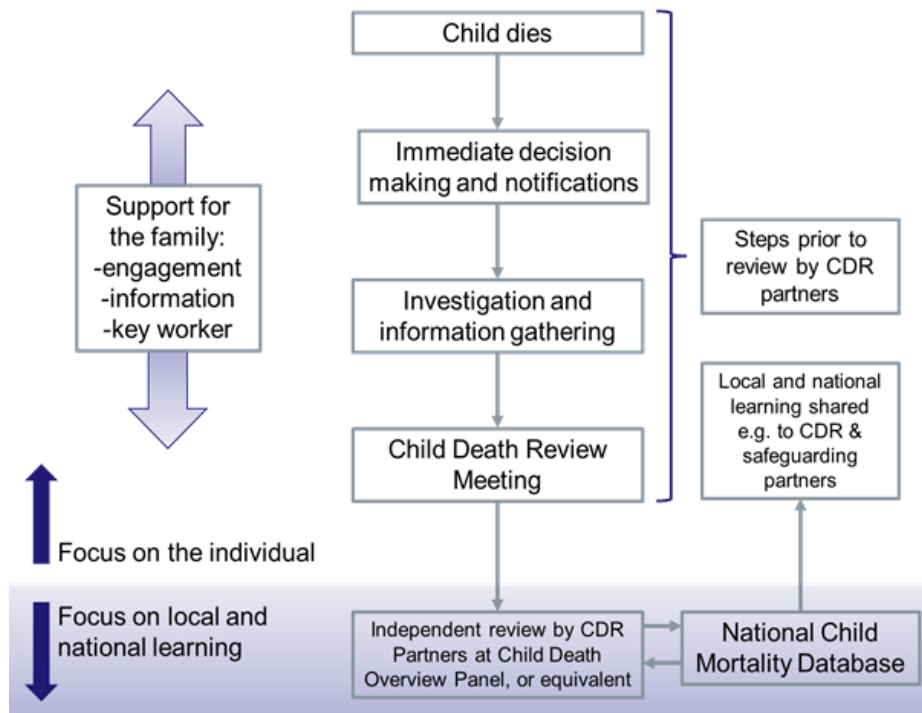 Child dies
Immediate decision
making and notifications
Support for
the family:
-engagement
-information
-key worker
Steps prior to
review by CDR
partners
Investigation and
information gathering
Local and national
learning shared
e.g. to CDR &
safeguarding
partners
Child Death Review
Meeting
Focus on the individual
Focus on local and
national learning
Independent review by CDR
Partners at Child Death
Overview Panel, or equivalent
National Child
Mortality Database